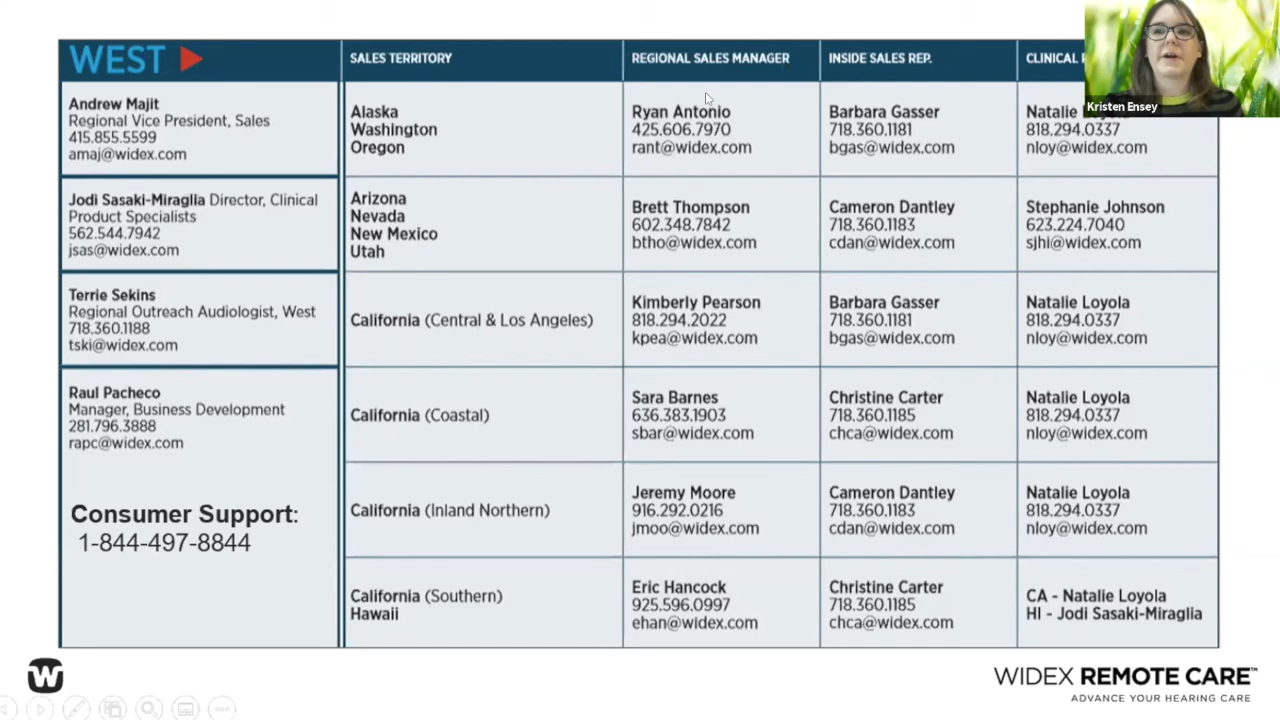 WEST
SALES TERRITORY
REGIONAL SALES MANAGER
INSIDE SALES REP.
CLINICAL
Kristen Ensey
Andrew Majit
Regional Vice President, Sales
415.855.5599
amaj@widex.com
Alaska
Washington
Oregon
Ryan Antonio
425.606.7970
rant@widex.com
Barbara Gasser
718.360.1181
bgas@widex.com
Natalie
818.294.0337
nloy@widex.com
Jodi Sasaki-Miraglia Director, Clinical
Product Specialists
562.544.7942
jsas@widex.com
Arizona
Nevada
New Mexico
Utah
Brett Thompson
602.348.7842
btho@widex.com
Cameron Dantley
718.360.1183
cdan@widex.com
Stephanie Johnson
623.224.7040
sjhi@widex.com
Terrie Sekins
Regional Outreach Audiologist, West
718.360.1188
tski@widex.com
California (Central & Los Angeles)
Kimberly Pearson
818.294.2022
kpea@widex.com
Barbara Gasser
718.360.1181
bgas@widex.com
Natalie Loyola
818.294.0337
nloy@widex.com
Raul Pacheco
Manager, Business Development
281.796.3888
rapc@widex.com
Consumer Support:
1-844-497-8844
California (Coastal)
Sara Barnes
636.383.1903
sbar@widex.com
Christine Carter
718.360.1185
chca@widex.com
Natalie Loyola
818.294.0337
nloy@widex.com
California (Inland Northern)
Jeremy Moore
916.292.0216
jmoo@widex.com
Cameron Dantley
718.360.1183
cdan@widex.com
Natalie Loyola
818.294.0337
nloy@widex.com
California (Southern)
Hawaii
Eric Hancock
925.596.0997
ehan@widex.com
Christine Carter
718.360.1185
chca@widex.com
CA - Natalie Loyola
HI - Jodi Sasaki-Miraglia
W
WIDEX REMOTE CARE™
ADVANCE YOUR HEARING CARE